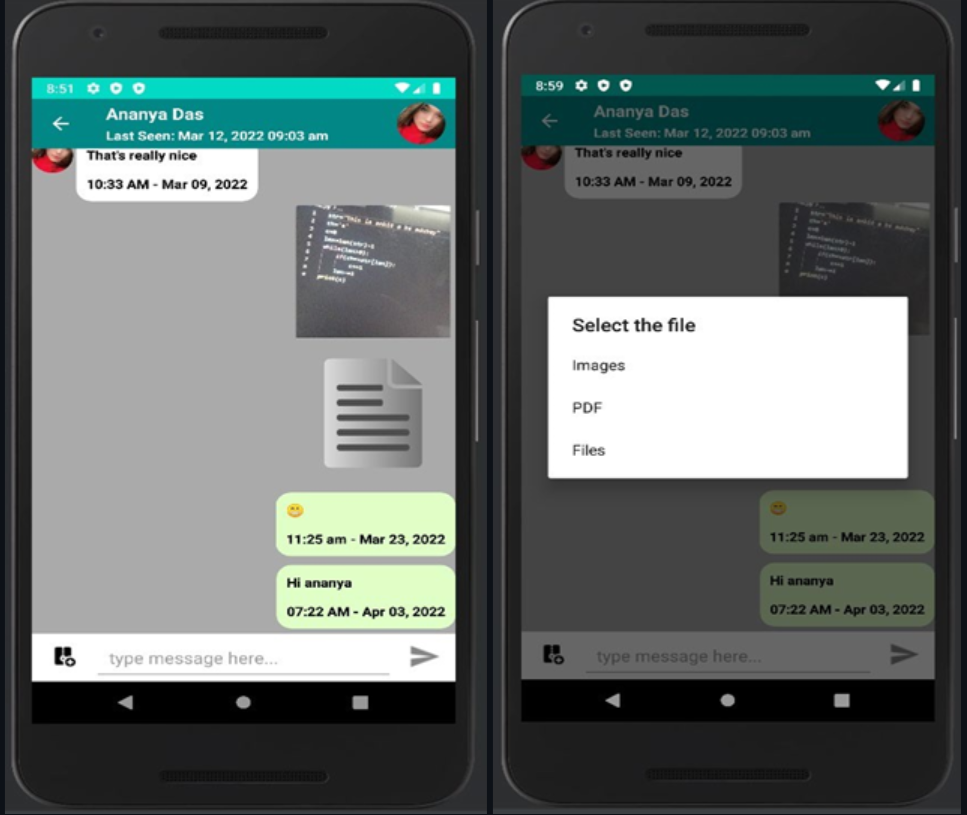 8:51
Ananya Das
Last Seen: Mar 12, 2022 09:03 am
That's really nice
10:33 AM - Mar 09, 2022
11:25 am - Mar 23, 2022
Hi ananya
07:22 AM - Apr 03, 2022
type message here...
8:59
Ananya Das
Last Seen: Mar 12, 2022 09:03 am
That's really nice
10:33 AM - Mar 09, 2022
Select the file
Images
PDF
Files
11:25 am - Mar 23, 2022
Hi ananya
07:22 AM - Apr 03, 2022
type message here...